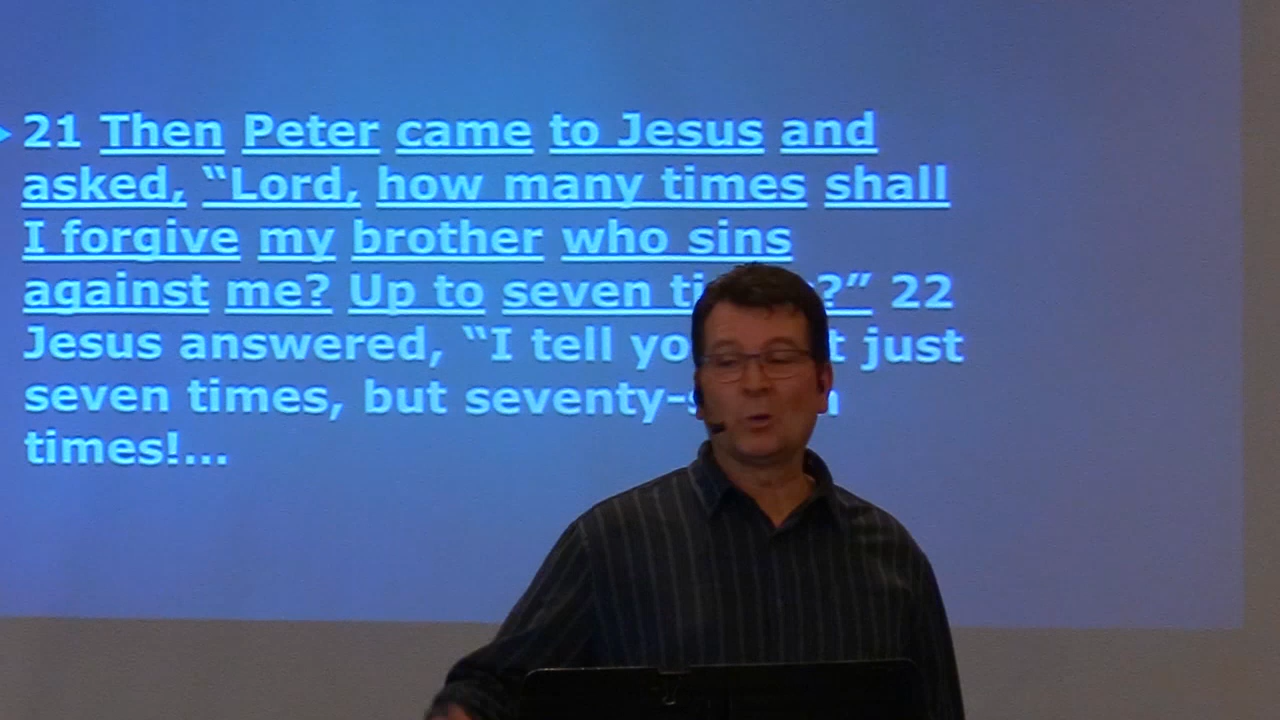 21 Then Peter came to Jesus and
asked, “Lord, how many times shall
I forgive my brother who sins
against me? Up to seven ?” 22
Jesus answered, “I tell just
seven times, but
times!...